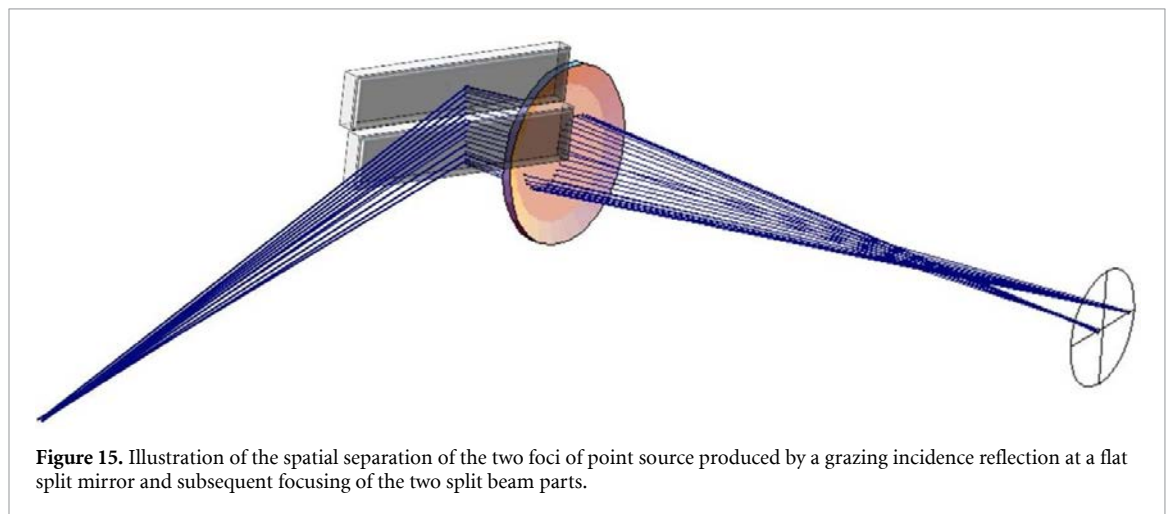 Figure 15. Illustration of the spatial separation of the two foci of point source produced by a grazing incidence reflection at a flat
split mirror and subsequent focusing of the two split beam parts.